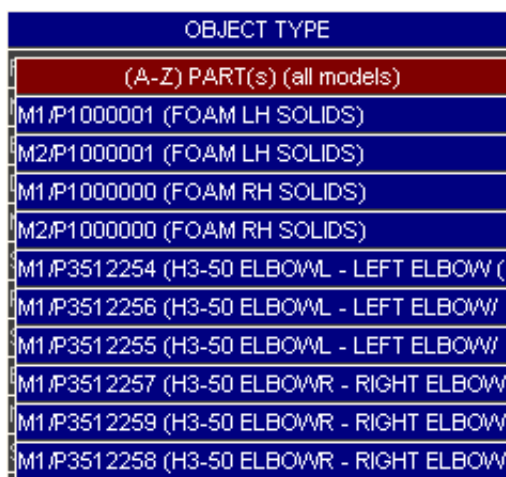 OBJECT TYPE
(A-Z) PART(s) (all models)
M1/P1000001 (FOAM LH SOLIDS)
M2/P1000001 (FOAM LH SOLIDS)
M1/P1000000 (FOAM RH SOLIDS)
M2/P1000000 (FOAM RH SOLIDS)
M1/P3512254 (H3-50 ELBOWL - LEFT ELBOW (
M1/P3512256 (H3-50 ELBOWL - LEFT ELBOW/
M1/P3512255 (H3-50 ELBOWL - LEFT ELBOW/
M1/P3512257 (H3-50 ELBOWR - RIGHT ELBOW
M1/P3512259 (H3-50 ELBOWR - RIGHT ELBOW
M1/P3512258 (H3-50 ELBOWR - RIGHT ELBOW